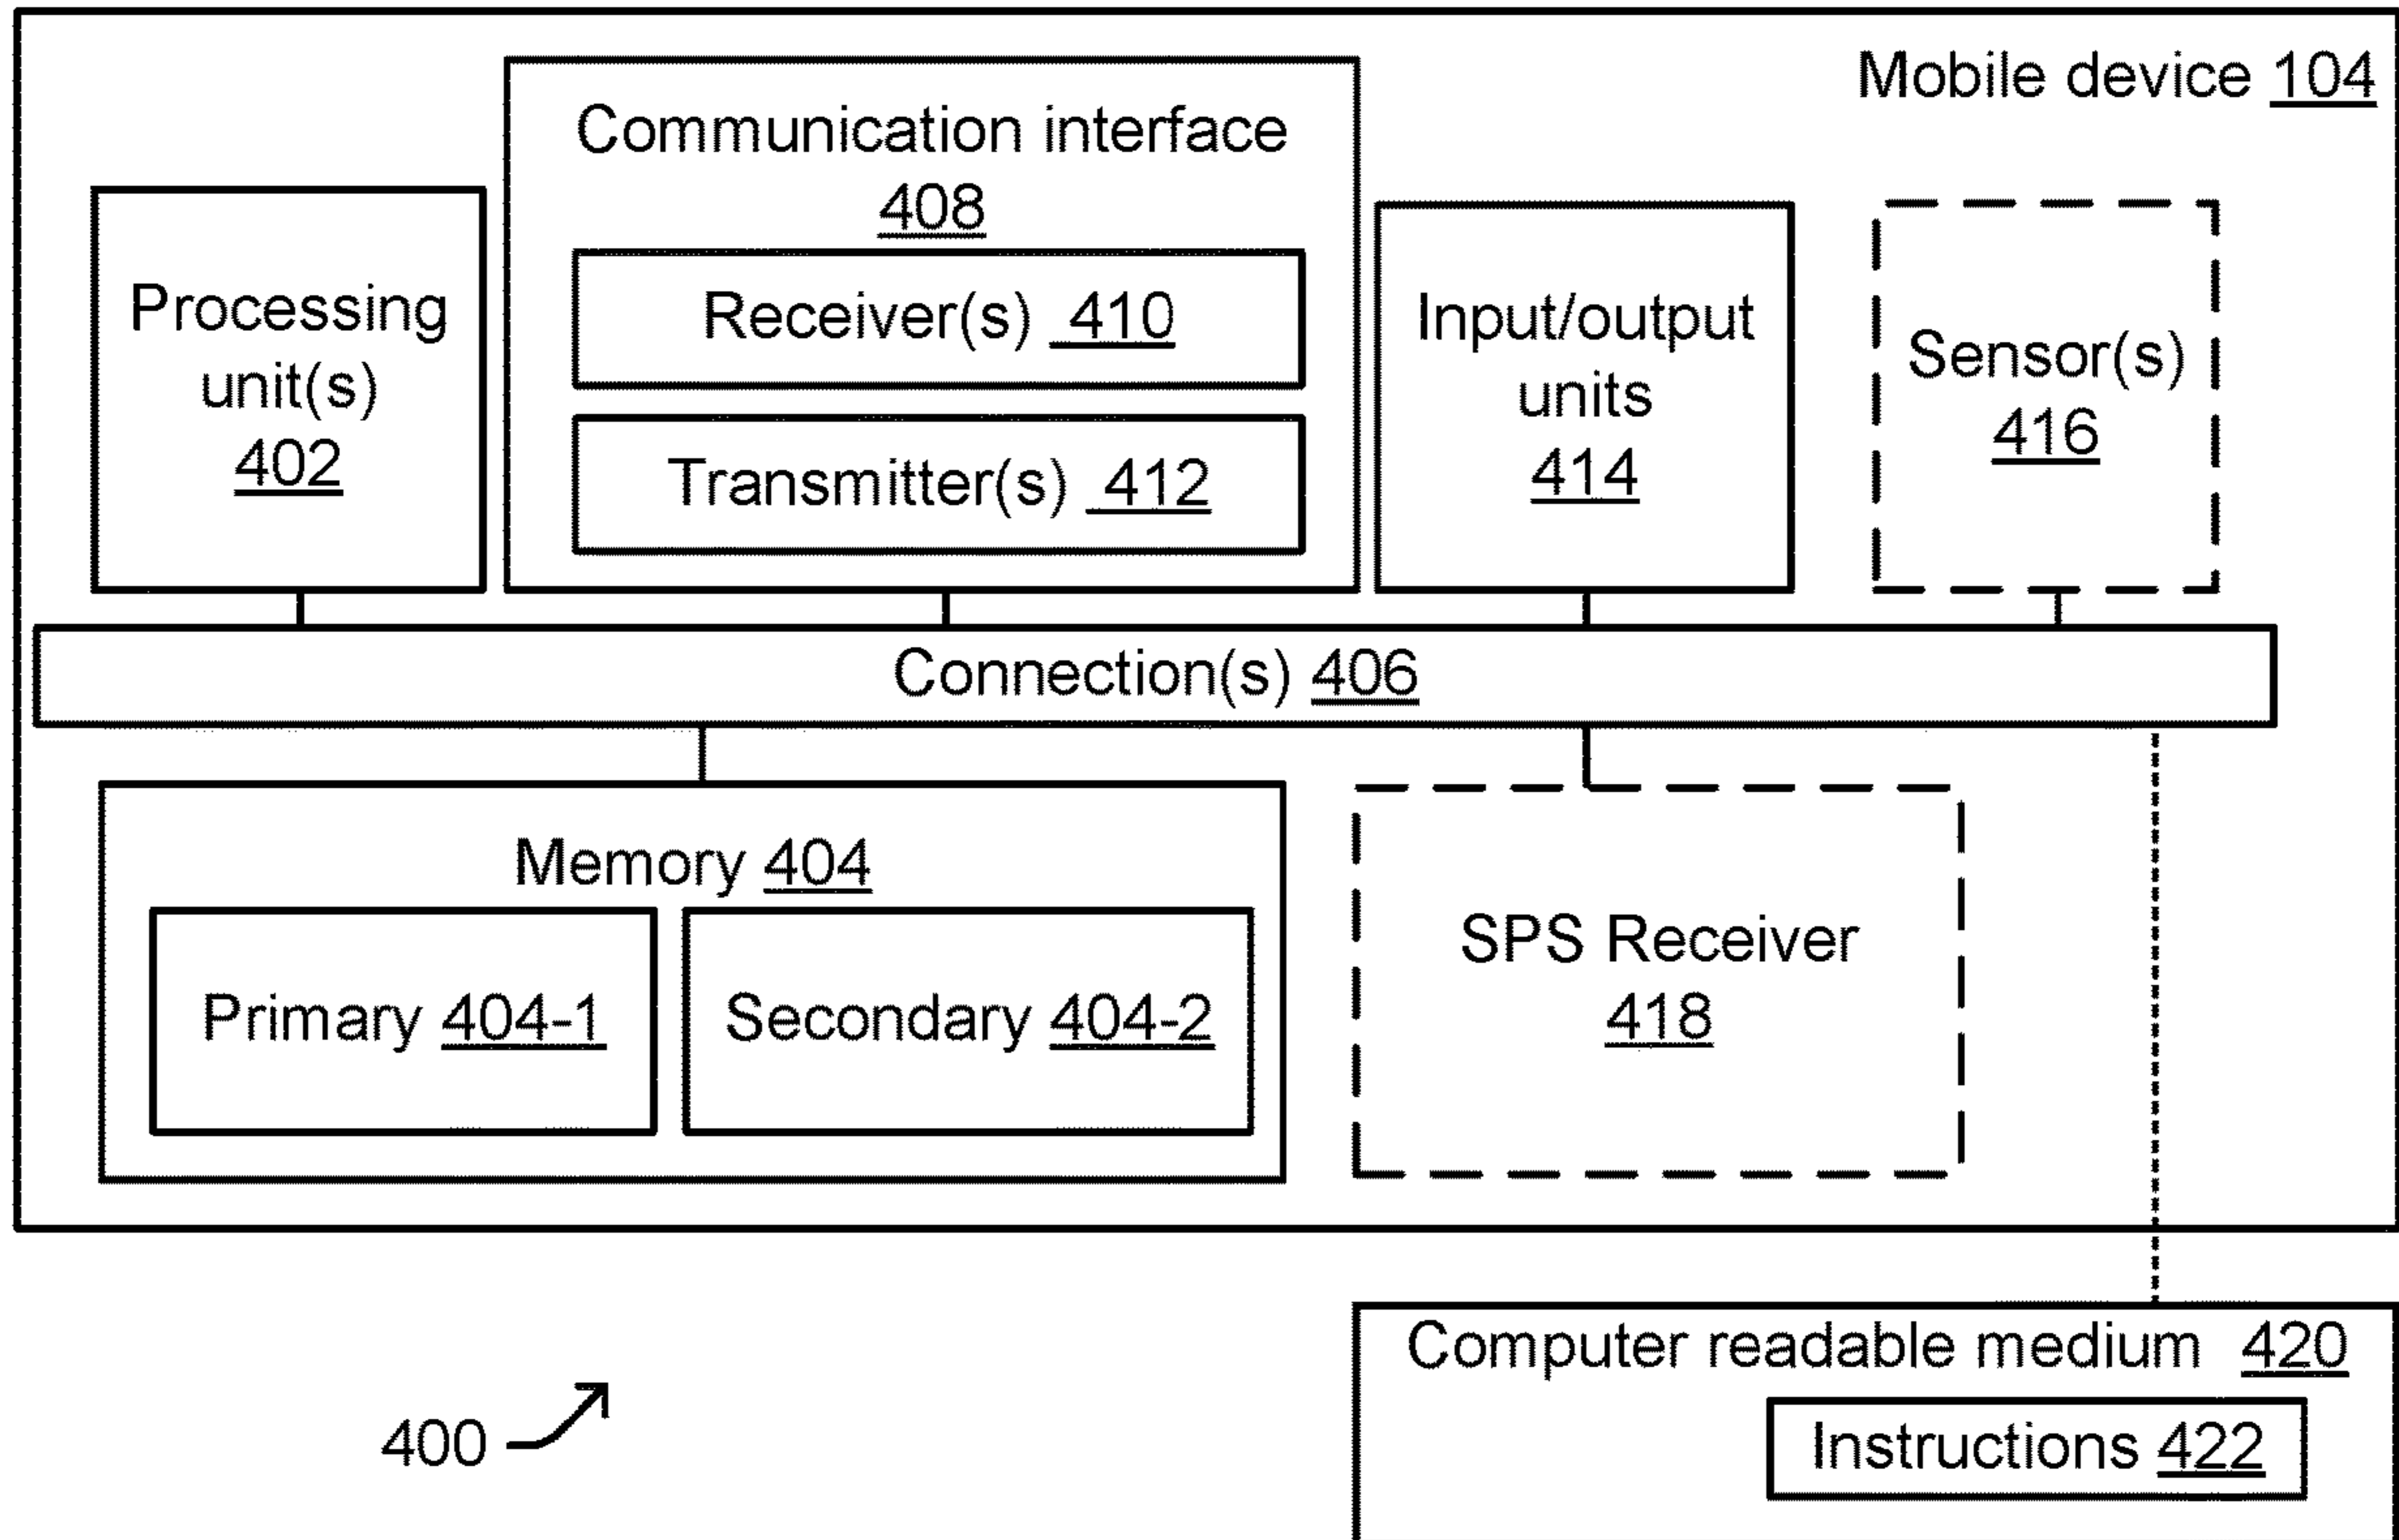 Mobile device 104
Communication interface
408
Receiver(s) 410
Transmitter(s) 412
Processing
unit(s)
402
Input/output
units
414
Sensor(s)
416
Connection(s) 406
Memory 404
Primary 404-1
Secondary 404-2
SPS Receiver
418
Computer readable medium 420
Instructions 422
400